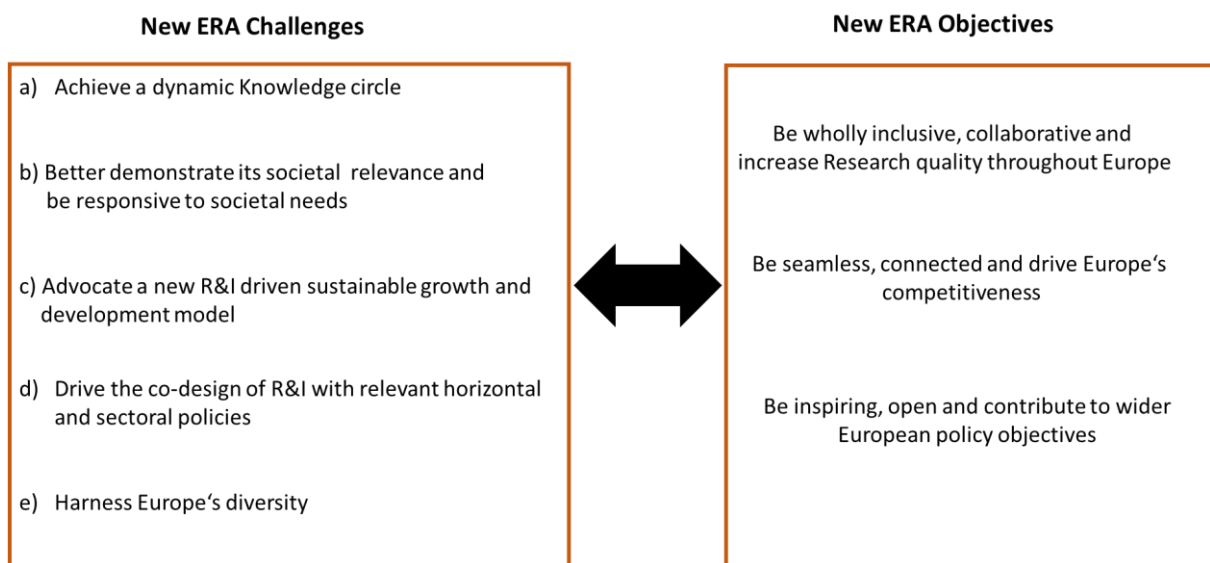 New ERA Challenges
a) Achieve a dynamic Knowledge circle
b) Better demonstrate its societal relevance and
be responsive to societal needs
c) Advocate a new R&I driven sustainable growth and
development model
d) Drive the co-design of R&I with relevant horizontal
and sectoral policies
e) Harness Europe‘s diversity
New ERA Objectives
Be wholly inclusive, collaborative and
increase Research quality throughout Europe
Be seamless, connected and drive Europe‘s
competitiveness
Be inspiring, open and contribute to wider
European policy objectives